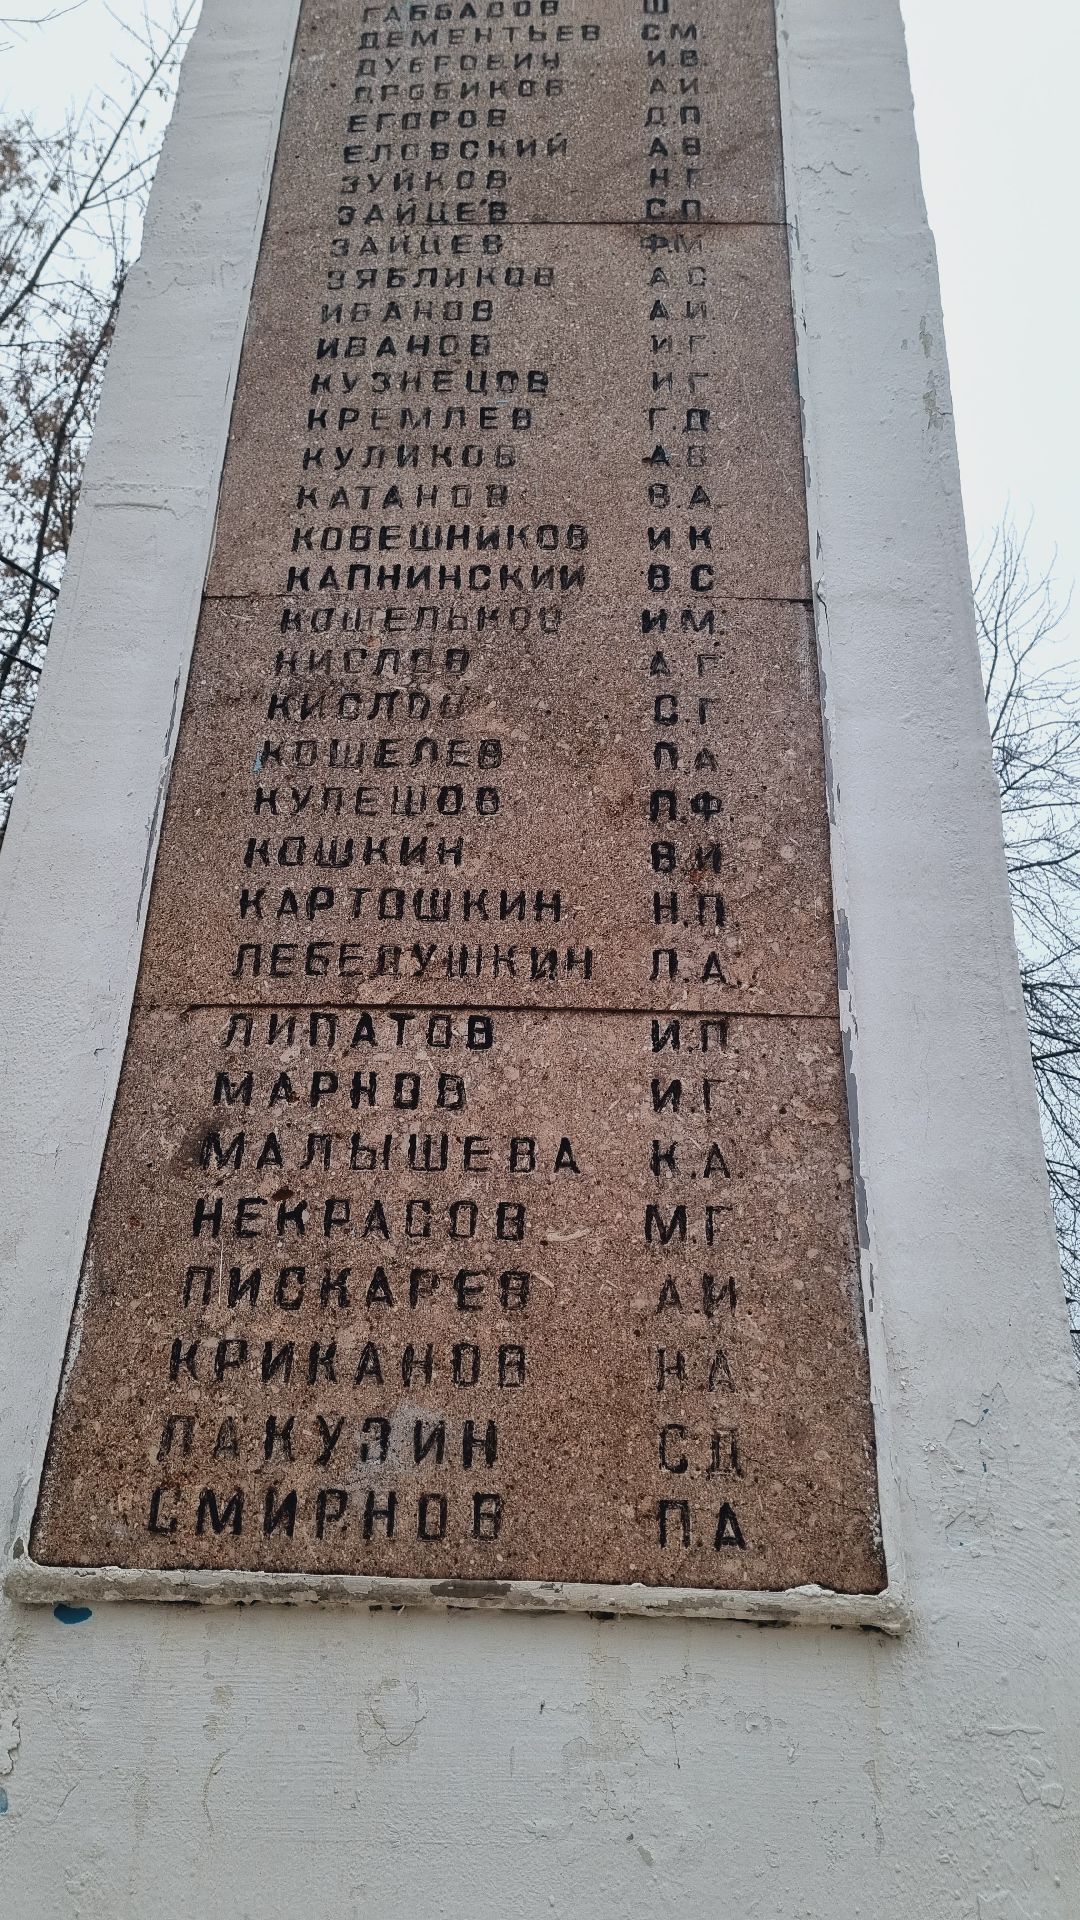 ГАББАСОВ Ш
ДЕМЕНТЬЕВ С.М.
ДУБРОВИН И.В.
ДРОБИКОВ А.И.
ЕГОРОВ Д.П
ЕЛОВСКИЙ А.В
ЗУЙКОВ Н.Г.
ЗАЙЦЕВ С.П
ЗАЙЦЕВ Ф.М
ЗЯБЛИКОВ А С
ИВАНОВ А.И.
ИВАНОВ И.Г.
КУЗНЕЦОВ И Г.
КРЕМЛЕВ Г.Д.
КУЛИКОВ А.В
КАТАНОВ В.А.
КОВЕШНИКОВ И.К.
КАПНИНСКИЙ В С
КОШЕЛЬКОВ И.М.
КИСЛОВ А Г
КИСЛОВ С.Г.
КОШЕЛЕВ П.А
КУЛЕШОВ П.Ф.
КОШКИН В.И.
КАРТОШКИН Н.П.
ЛЕБЕДУШКИН П.А.
ЛИПАТОВ И.П.
МАРКОВ И.Г.
МАЛЫШЕВА К.А.
НЕКРАСОВ М.Г
ПИСКАРЕВ А.И.
КРИКАНОВ Н.А
ЛАКУЗИН С.Д.
СМИРНОВ П.А.